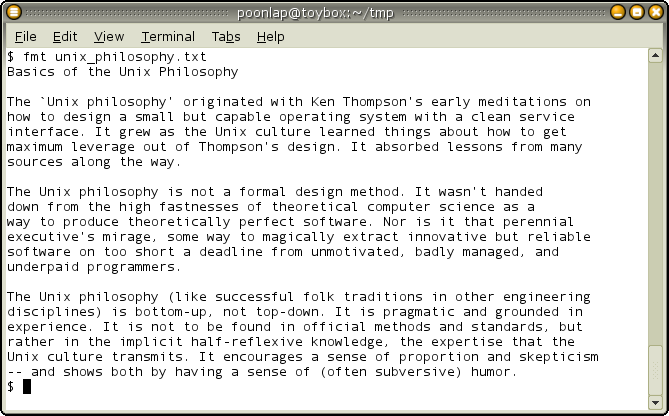 poonlap@toybox:~/tmp
File Edit View Terminal Tabs Help
$ fmt unix_philosophy.txt
Basics of the Unix Philosophy
The `Unix philosophy' originated with Ken Thompson's early meditations on
how to design a small but capable operating system with a clean service
interface. It grew as the Unix culture learned things about how to get
maximum leverage out of Thompson's design. It absorbed lessons from many
sources along the way.
The Unix philosophy is not a formal design method. It wasn't handed
down from the high fastnesses of theoretical computer science as a
way to produce theoretically perfect software. Nor is it that perennial
executive's mirage, some way to magically extract innovative but reliable
software on too short a deadline from unmotivated, badly managed, and
underpaid programmers.
The Unix philosophy (like successful folk traditions in other engineering
disciplines) is bottom-up, not top-down. It is pragmatic and grounded in
experience. It is not to be found in official methods and standards, but
rather in the implicit half-reflexive knowledge, the expertise that the
Unix culture transmits. It encourages a sense of proportion and skepticism
-- and shows both by having a sense of (often subversive) humor.
$